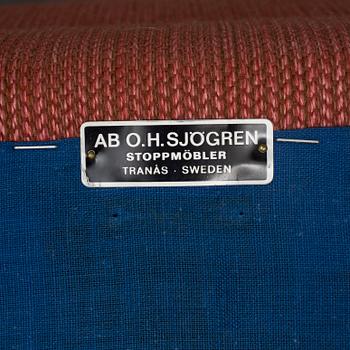 AB O.H.SJÖGREN
STOPPMÖBLER
TRANÅS · SWEDEN